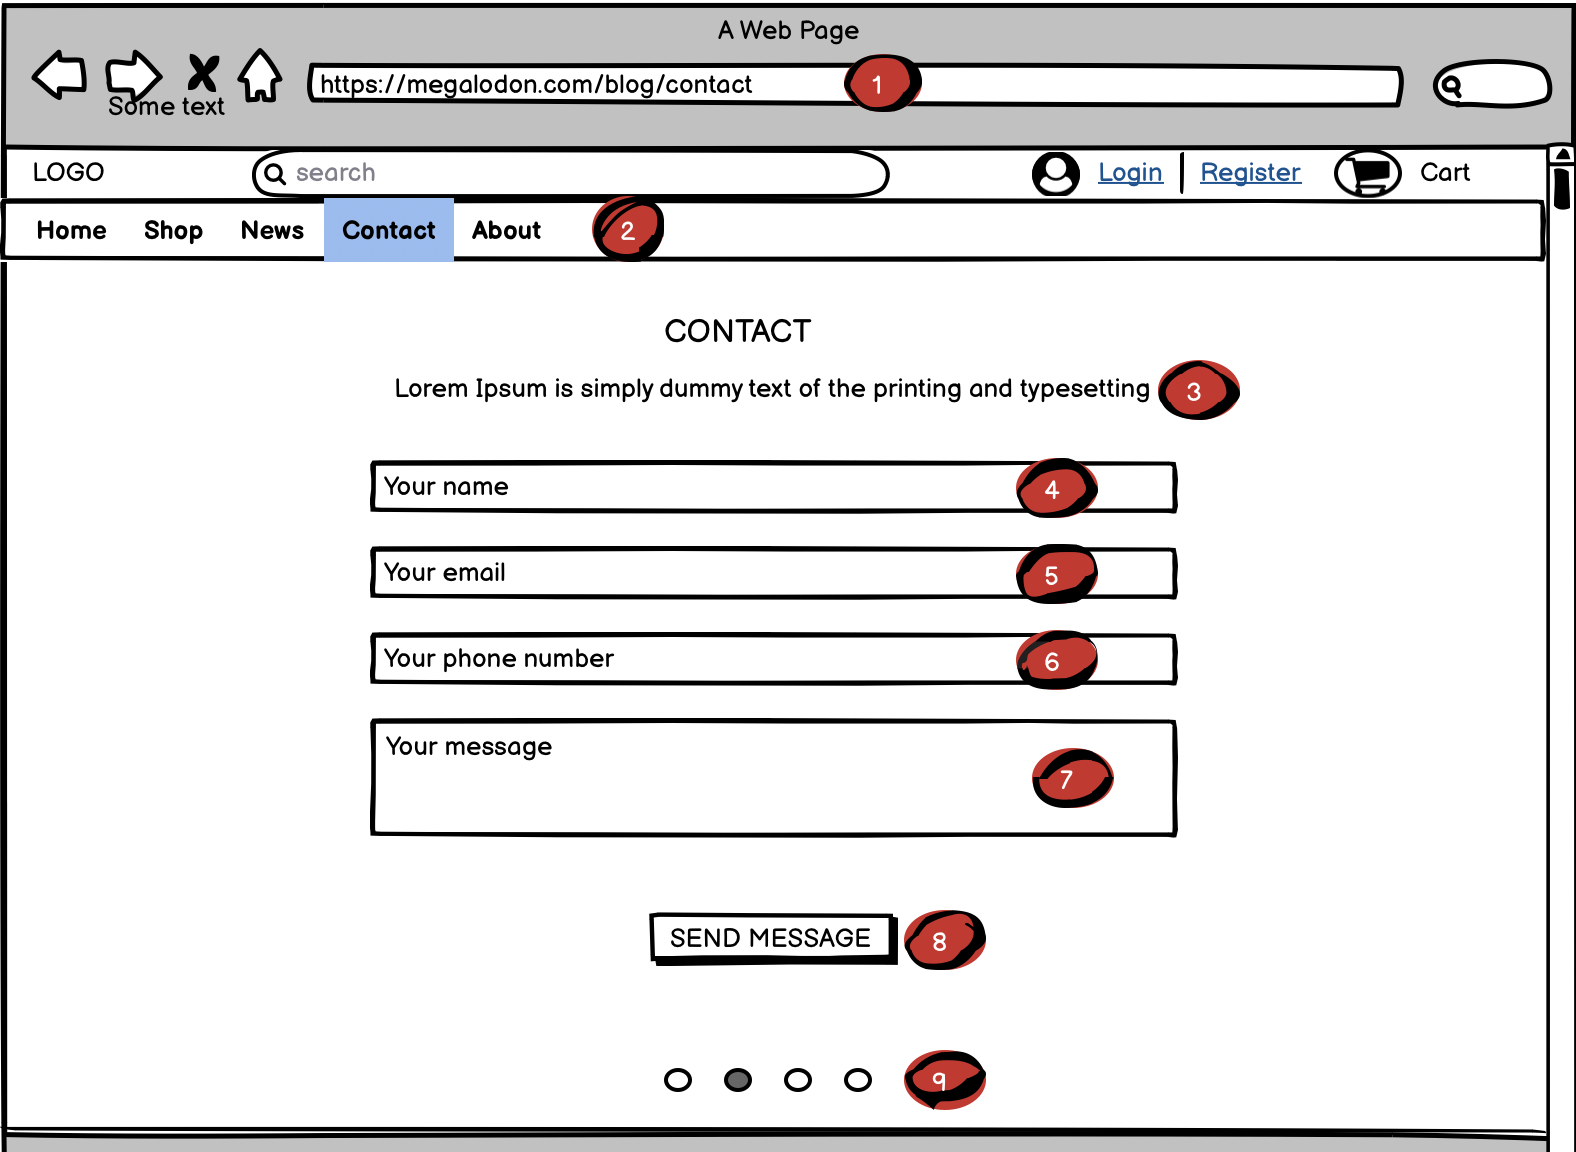 A Web Page
https://megalodon.com/blog/contact 1
Some text
LOGO search Login Register Cart
Home Shop News Contact About 2
CONTACT
Lorem Ipsum is simply dummy text of the printing and typesetting 3
Your name 4
Your email 5
Your phone number 6
Your message 7
SEND MESSAGE 8
9